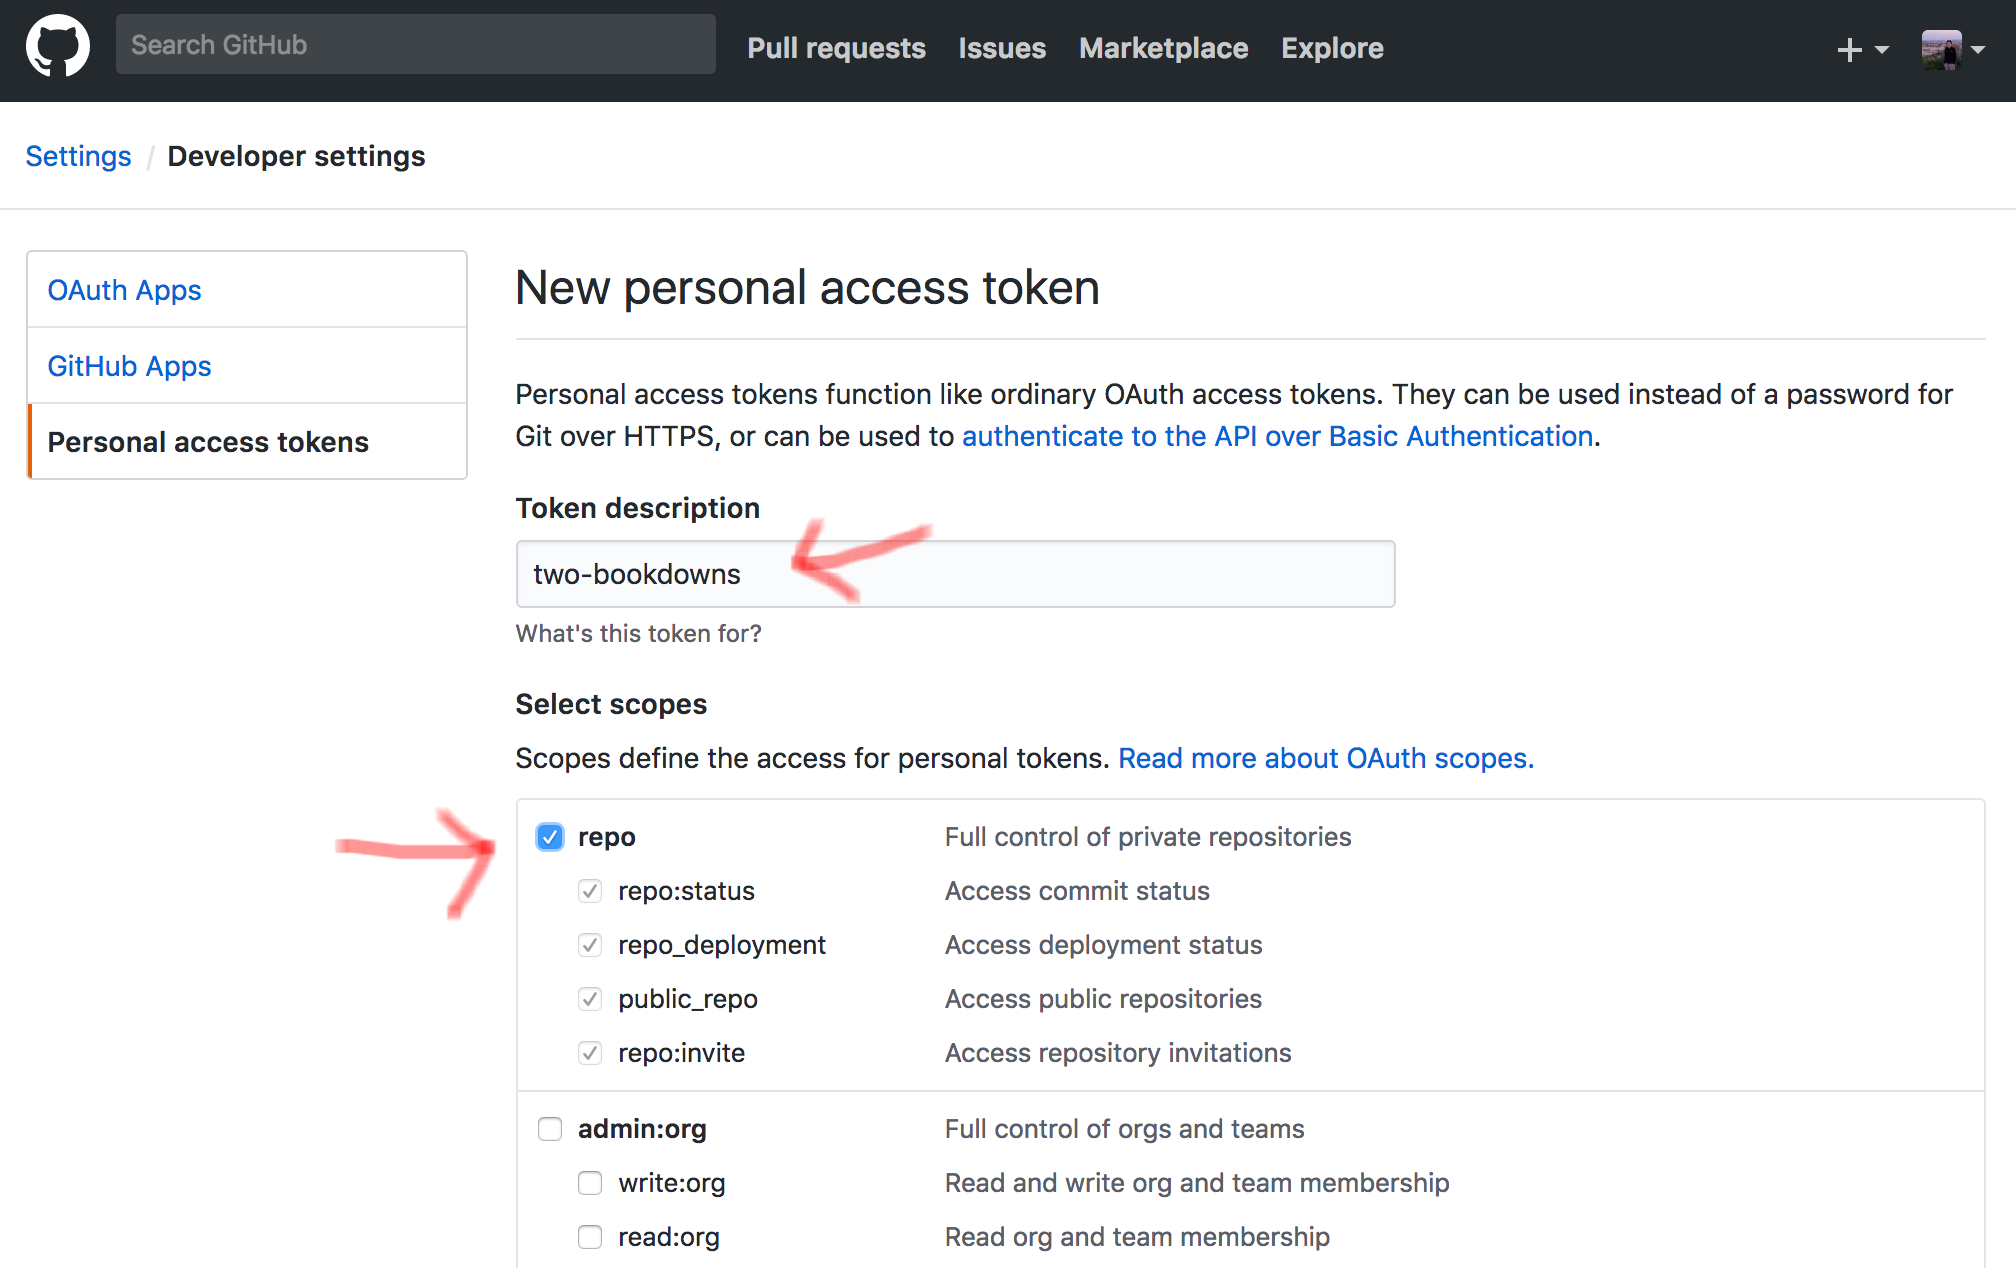 Search GitHub
Pull requests Issues Marketplace Explore
Settings / Developer settings
OAuth Apps
GitHub Apps
Personal access tokens
New personal access token
Personal access tokens function like ordinary OAuth access tokens. They can be used instead of a password for
Git over HTTPS, or can be used to authenticate to the API over Basic Authentication.
Token description
two-bookdowns
What's this token for?
Select scopes
Scopes define the access for personal tokens. Read more about OAuth scopes.
repo Full control of private repositories
repo:status Access commit status
repo_deployment Access deployment status
public_repo Access public repositories
repo:invite Access repository invitations
admin:org Full control of orgs and teams
write:org Read and write org and team membership
read:org Read org and team membership